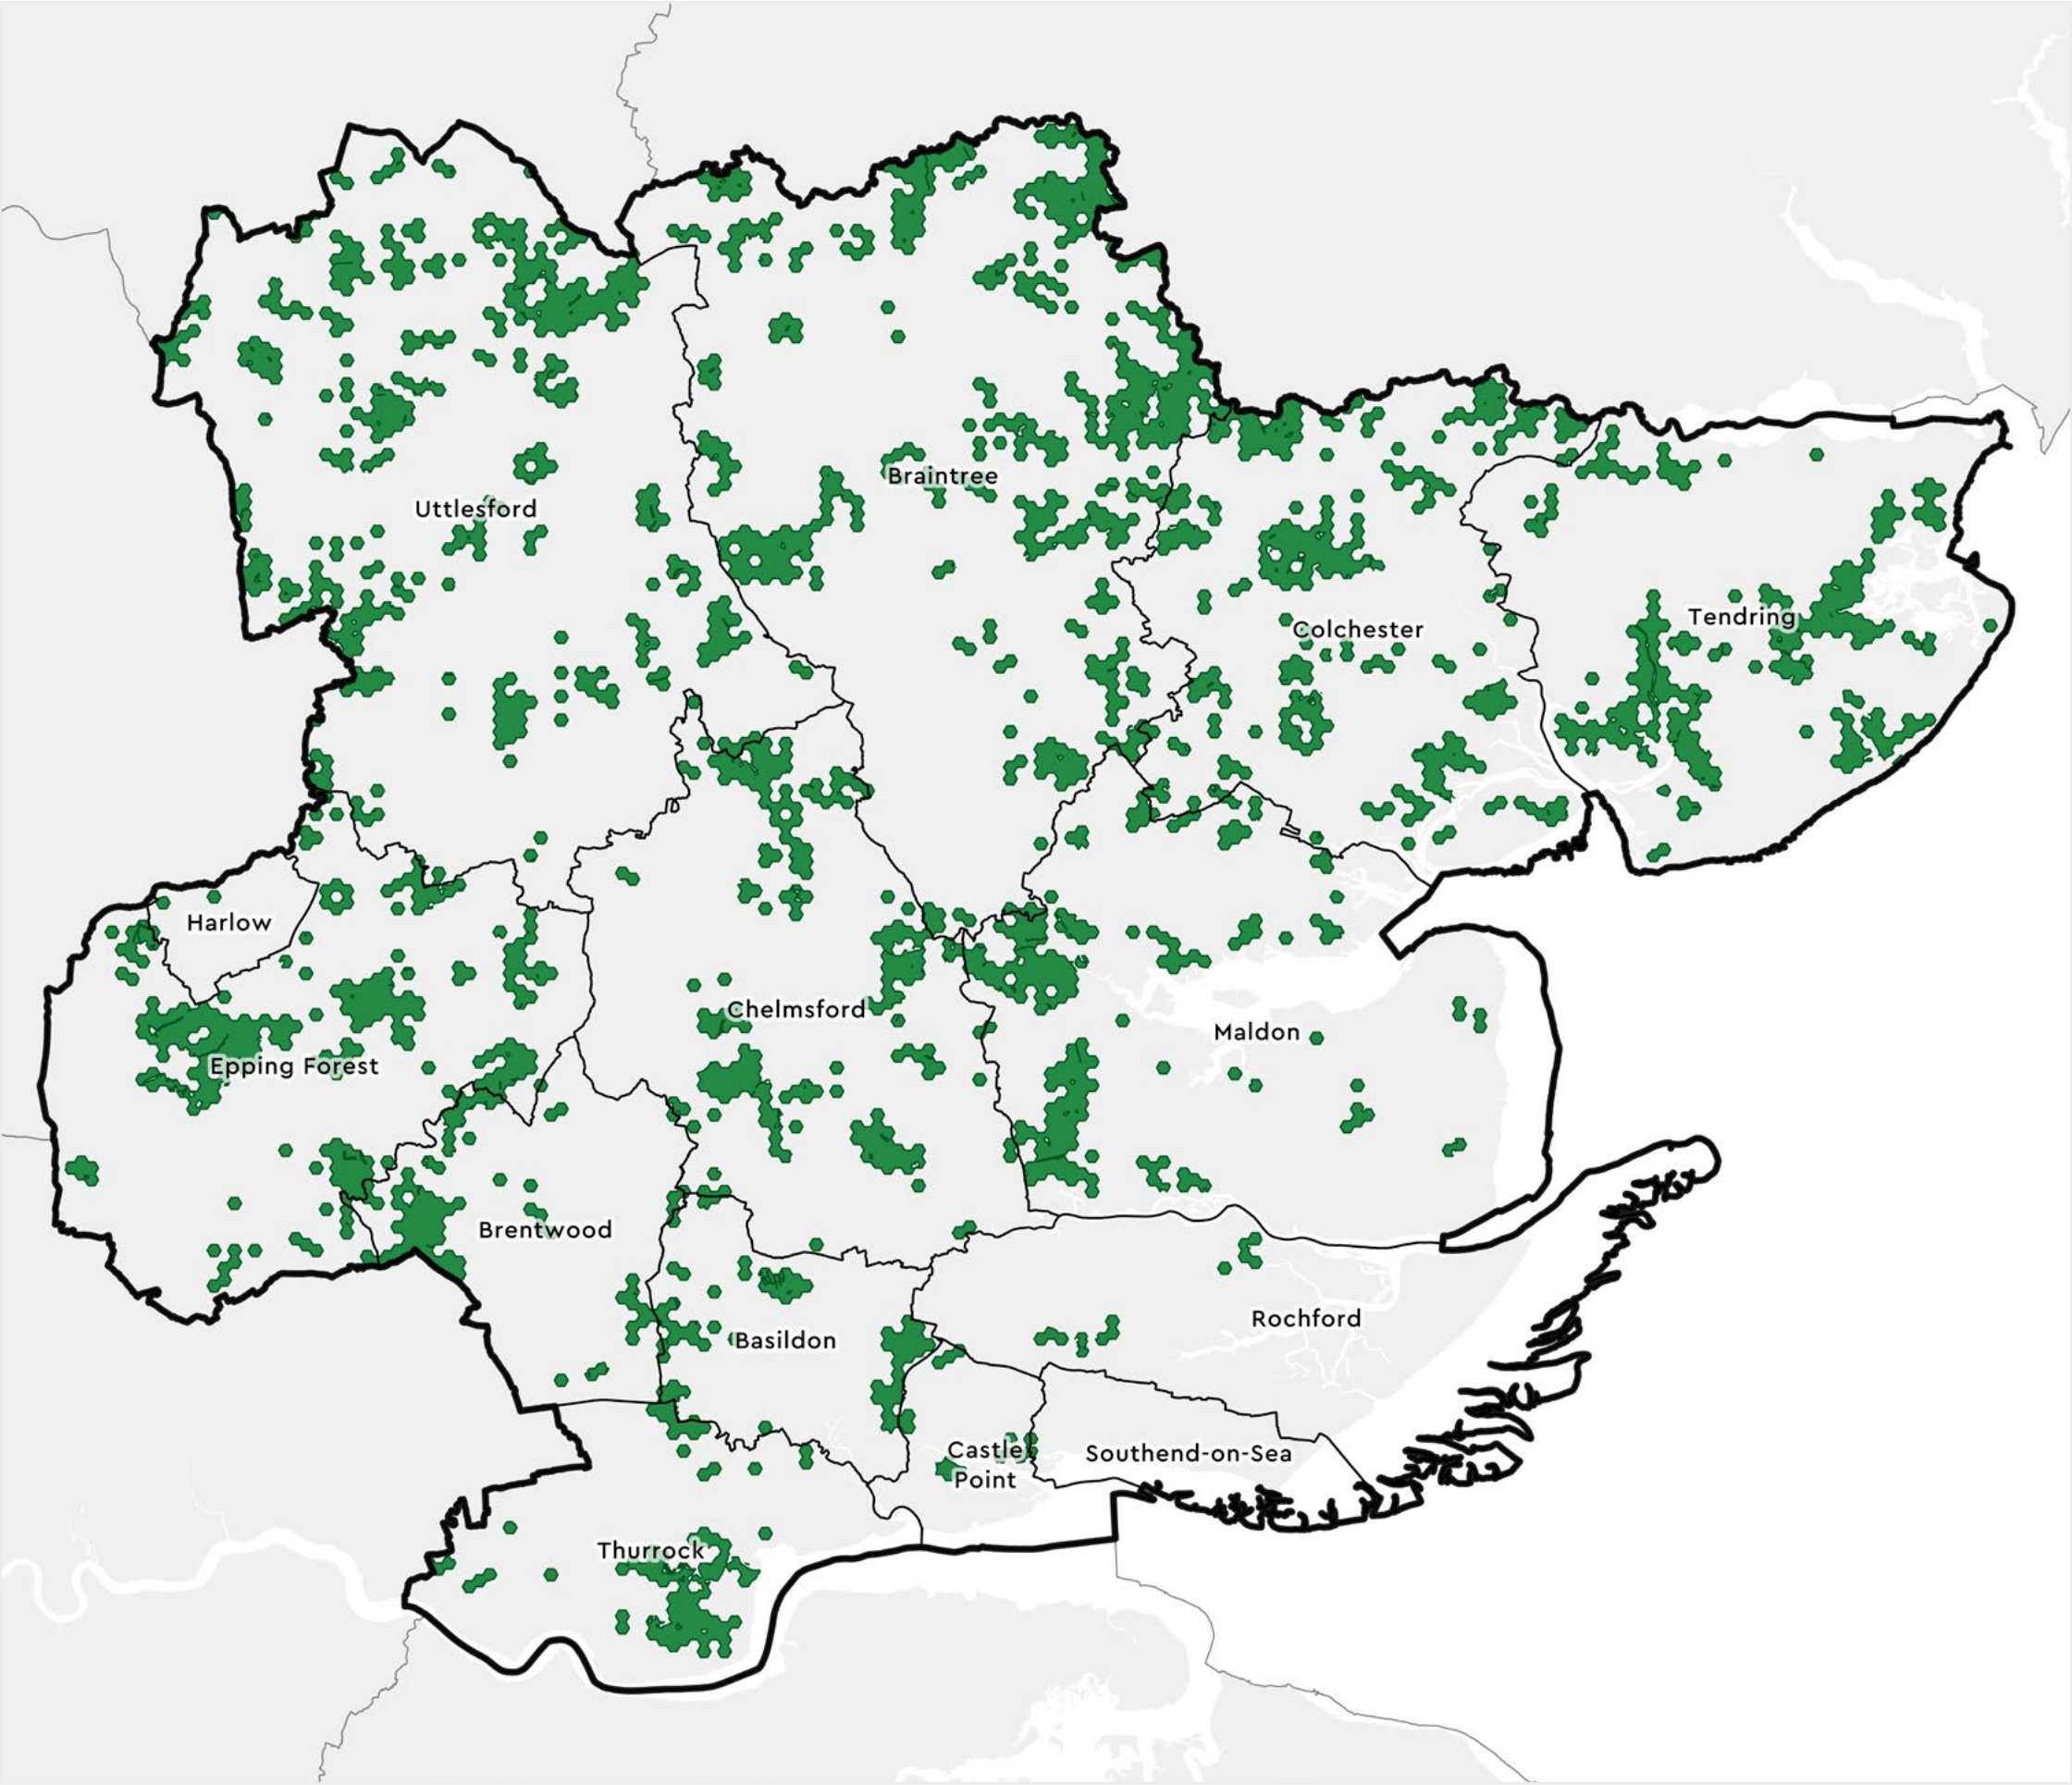 Braintree
Uttlesford
Tendring
Colchester
Harlow
Chelmsford
Maldon
Epping Forest
Brentwood
Rochford
Basildon
Castle
Point
Southend-on-Sea
Thurrock